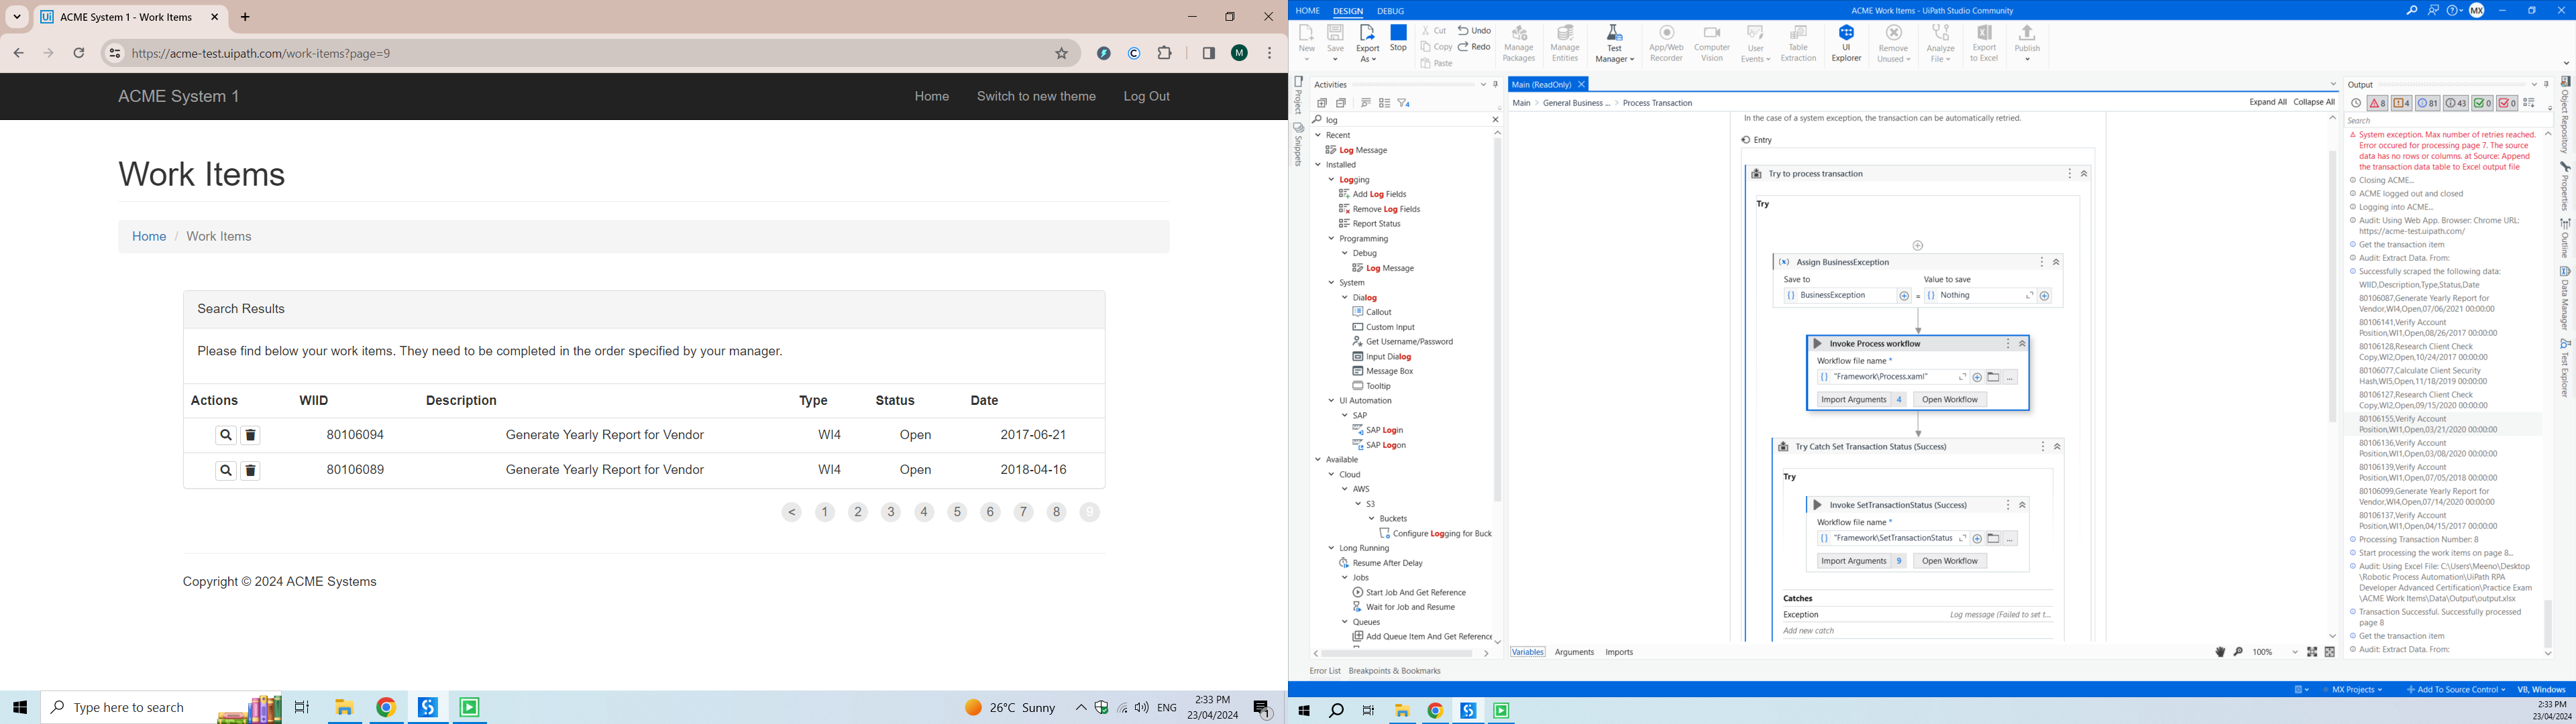 ACME System 1 - Work Items
https://acme-test.uipath.com/work-items?page=9
M
ACME System 1
Home
Switch to new theme
Log Out
Work Items
Home / Work Items
Search Results
Please find below your work items. They need to be completed in the order specified by your manager.
Actions WIID Description Type Status Date
80106094 Generate Yearly Report for Vendor WI4 Open 2017-06-21
80106089 Generate Yearly Report for Vendor WI4 Open 2018-04-16
< 1 2 3 4 5 6 7 8 9
Copyright © 2024 ACME Systems
Type here to search
26°C Sunny
ENG
2:33 PM
23/04/2024
1
HOME DESIGN DEBUG
ACME Work Items - UiPath Studio Community
MX
New
Save
Export As
Stop
Cut
Copy
Paste
Undo
Redo
Manage Packages
Manage Entities
Test Manager
App/Web Recorder
Computer Vision
User Events
Table Extraction
UI Explorer
Remove Unused
Analyze File
Export to Excel
Publish
Project
Snippets
Activities
log
Recent
Log Message
Installed
Logging
Add Log Fields
Remove Log Fields
Report Status
Programming
Debug
Log Message
System
Dialog
Callout
Custom Input
Get Username/Password
Input Dialog
Message Box
Tooltip
UI Automation
SAP
SAP Login
SAP Logon
Available
Cloud
AWS
S3
Buckets
Configure Logging for Buck
Long Running
Resume After Delay
Jobs
Start Job And Get Reference
Wait for Job and Resume
Queues
Add Queue Item And Get Reference
Main (ReadOnly)
Main > General Business ... > Process Transaction
Expand All Collapse All
In the case of a system exception, the transaction can be automatically retried.
Entry
Try to process transaction
Try
Assign BusinessException
Save to
Value to save
BusinessException = Nothing
Invoke Process workflow
Workflow file name *
"Framework\Process.xaml"
Import Arguments 4 Open Workflow
Try Catch Set Transaction Status (Success)
Try
Invoke SetTransactionStatus (Success)
Workflow file name *
"Framework\SetTransactionStatus
Import Arguments 9 Open Workflow
Catches
Exception
Log message (Failed to set t...
Add new catch
Variables Arguments Imports
100%
Error List Breakpoints & Bookmarks
Output
8 4 81 43 0 0
Search
System exception. Max number of retries reached.
Error occured for processing page 7. The source
data has no rows or columns. at Source: Append
the transaction data table to Excel output file
Closing ACME...
ACME logged out and closed
Logging into ACME...
Audit: Using Web App. Browser: Chrome URL:
https://acme-test.uipath.com/
Get the transaction item
Audit: Extract Data. From:
Successfully scraped the following data:
WIID,Description,Type,Status,Date
80106087,Generate Yearly Report for
Vendor,WI4,Open,07/06/2021 00:00:00
80106141,Verify Account
Position,WI1,Open,08/26/2017 00:00:00
80106128,Research Client Check
Copy,WI2,Open,10/24/2017 00:00:00
80106077,Calculate Client Security
Hash,WI5,Open,11/18/2019 00:00:00
80106127,Research Client Check
Copy,WI2,Open,09/15/2020 00:00:00
80106155,Verify Account
Position,WI1,Open,03/21/2020 00:00:00
80106136,Verify Account
Position,WI1,Open,03/08/2020 00:00:00
80106139,Verify Account
Position,WI1,Open,07/05/2018 00:00:00
80106099,Generate Yearly Report for
Vendor,WI4,Open,07/14/2020 00:00:00
80106137,Verify Account
Position,WI1,Open,04/15/2017 00:00:00
Processing Transaction Number: 8
Start processing the work items on page 8...
Audit: Using Excel File: C:\Users\Meeno\Desktop
\Robotic Process Automation\UiPath RPA
Developer Advanced Certification\Practice Exam
\ACME Work Items\Data\Output\output.xlsx
Transaction Successful. Successfully processed
page 8
Get the transaction item
Audit: Extract Data. From:
Object Repository
Properties
Outline
Data Manager
Test Explorer
MX Projects
Add To Source Control
VB, Windows
2:33 PM
23/04/2024